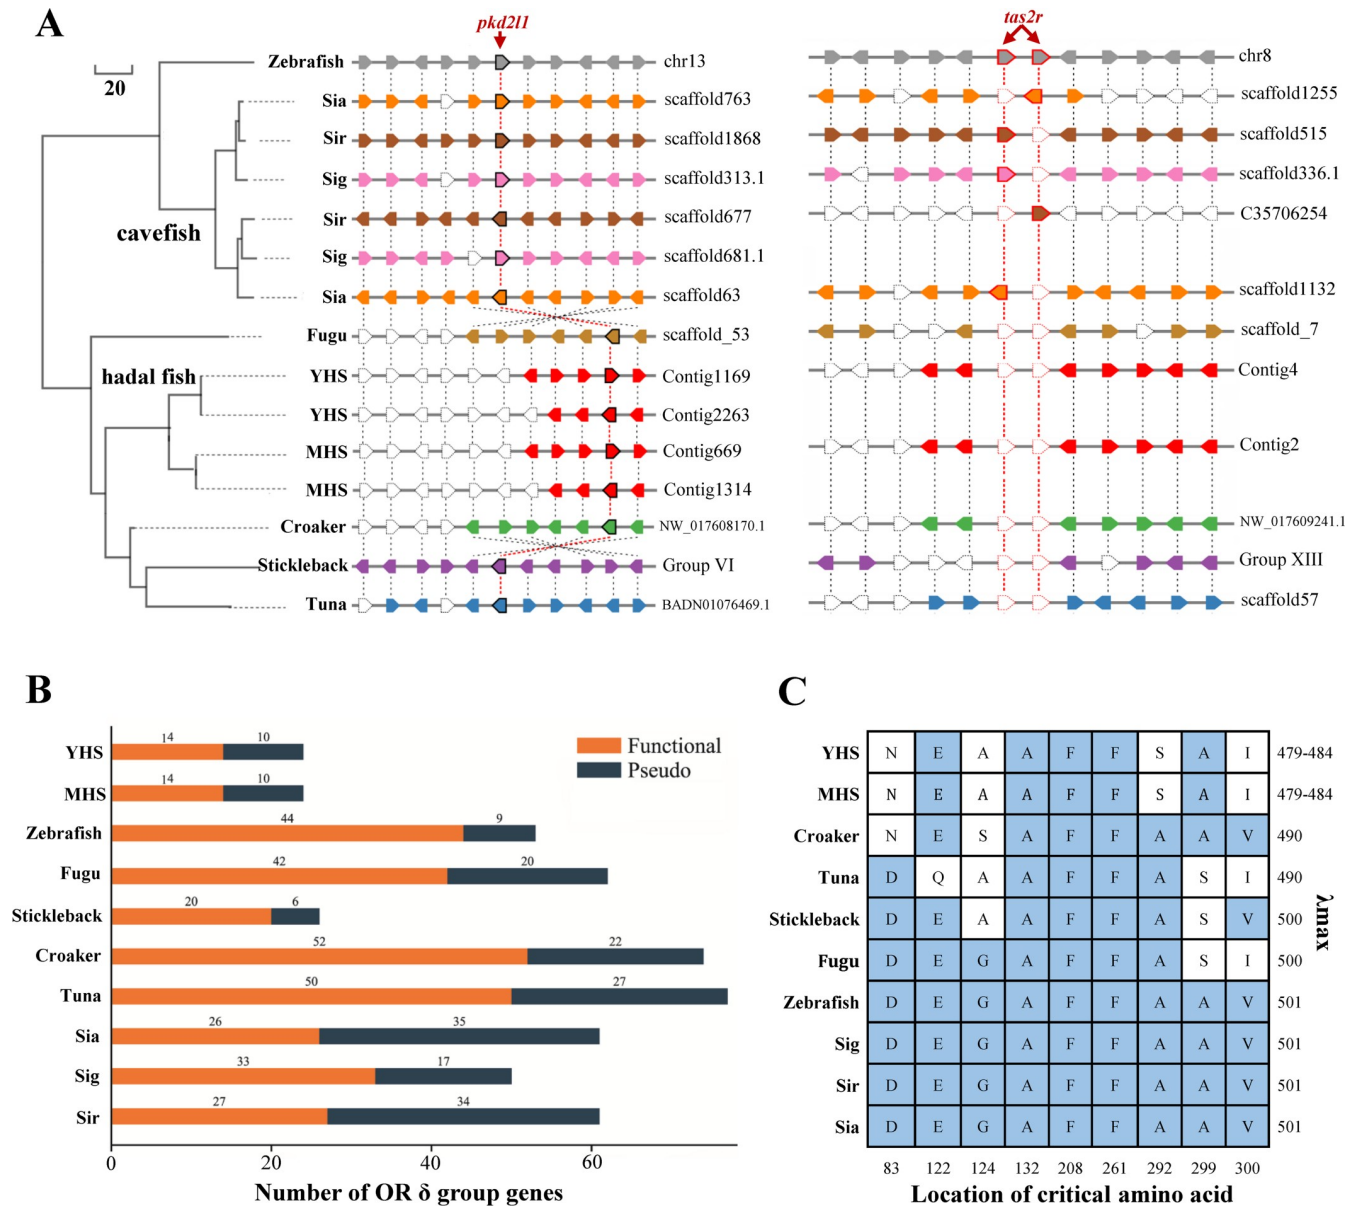 A
pkd2l1
tas2r
20
Zebrafish chr13 chr8
Sia scaffold763 scaffold1255
Sir scaffold1868 scaffold515
Sig scaffold313.1 scaffold336.1
cavefish
Sir scaffold677 C35706254
Sig scaffold681.1
Sia scaffold63 scaffold1132
Fugu scaffold_53 scaffold_7
hadal fish
YHS Contig1169 Contig4
YHS Contig2263
MHS Contig669 Contig2
MHS Contig1314
Croaker NW_017608170.1 NW_017609241.1
Stickleback Group VI Group XIII
Tuna BADN01076469.1 scaffold57
B
Functional
Pseudo
YHS 14 10
MHS 14 10
Zebrafish 44 9
Fugu 42 20
Stickleback 20 6
Croaker 52 22
Tuna 50 27
Sia 26 35
Sig 33 17
Sir 27 34
0 20 40 60
Number of OR δ group genes
C
YHS N E A A F F S A I 479-484
MHS N E A A F F S A I 479-484
Croaker N E S A F F A A V 490
Tuna D Q A A F F A S I 490
Stickleback D E A A F F A S V 500
Fugu D E G A F F A S I 500
Zebrafish D E G A F F A A V 501
Sig D E G A F F A A V 501
Sir D E G A F F A A V 501
Sia D E G A F F A A V 501
λmax
83 122 124 132 208 261 292 299 300
Location of critical amino acid